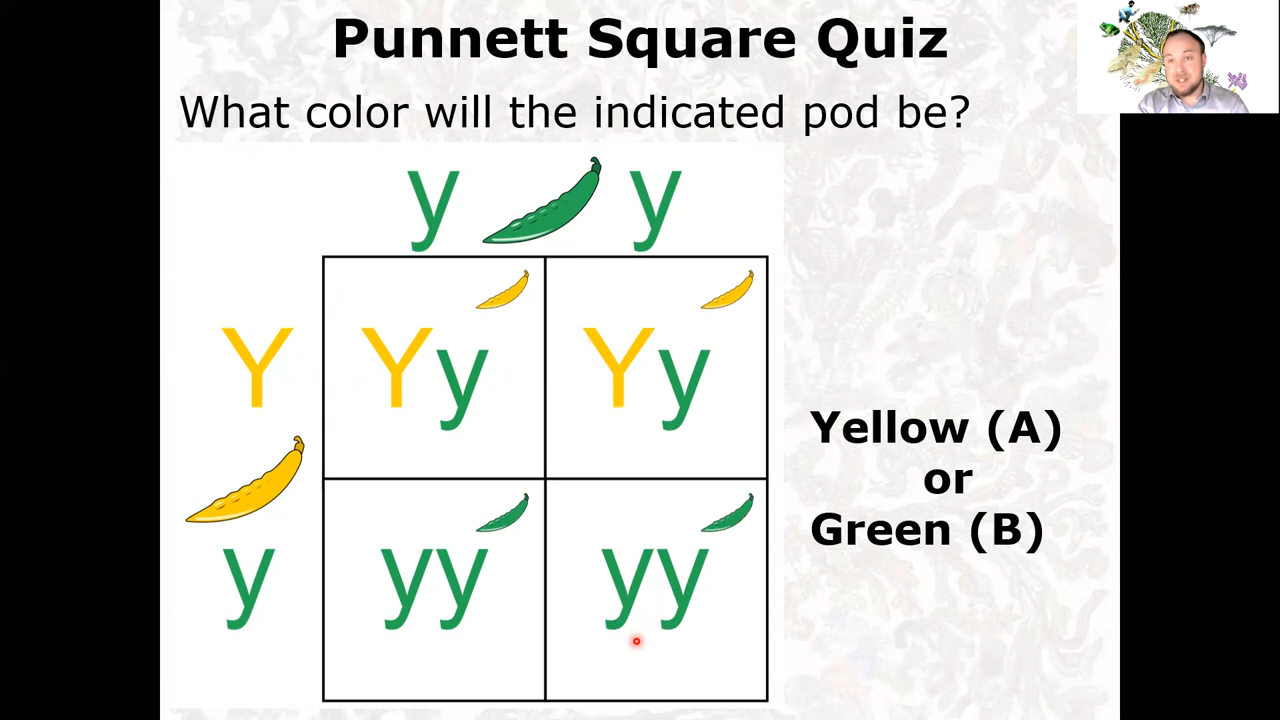 Punnett Square Quiz
What color will the indicated pod be?
y y
Y Yy Yy
y yy yy
Yellow (A)
or
Green (B)